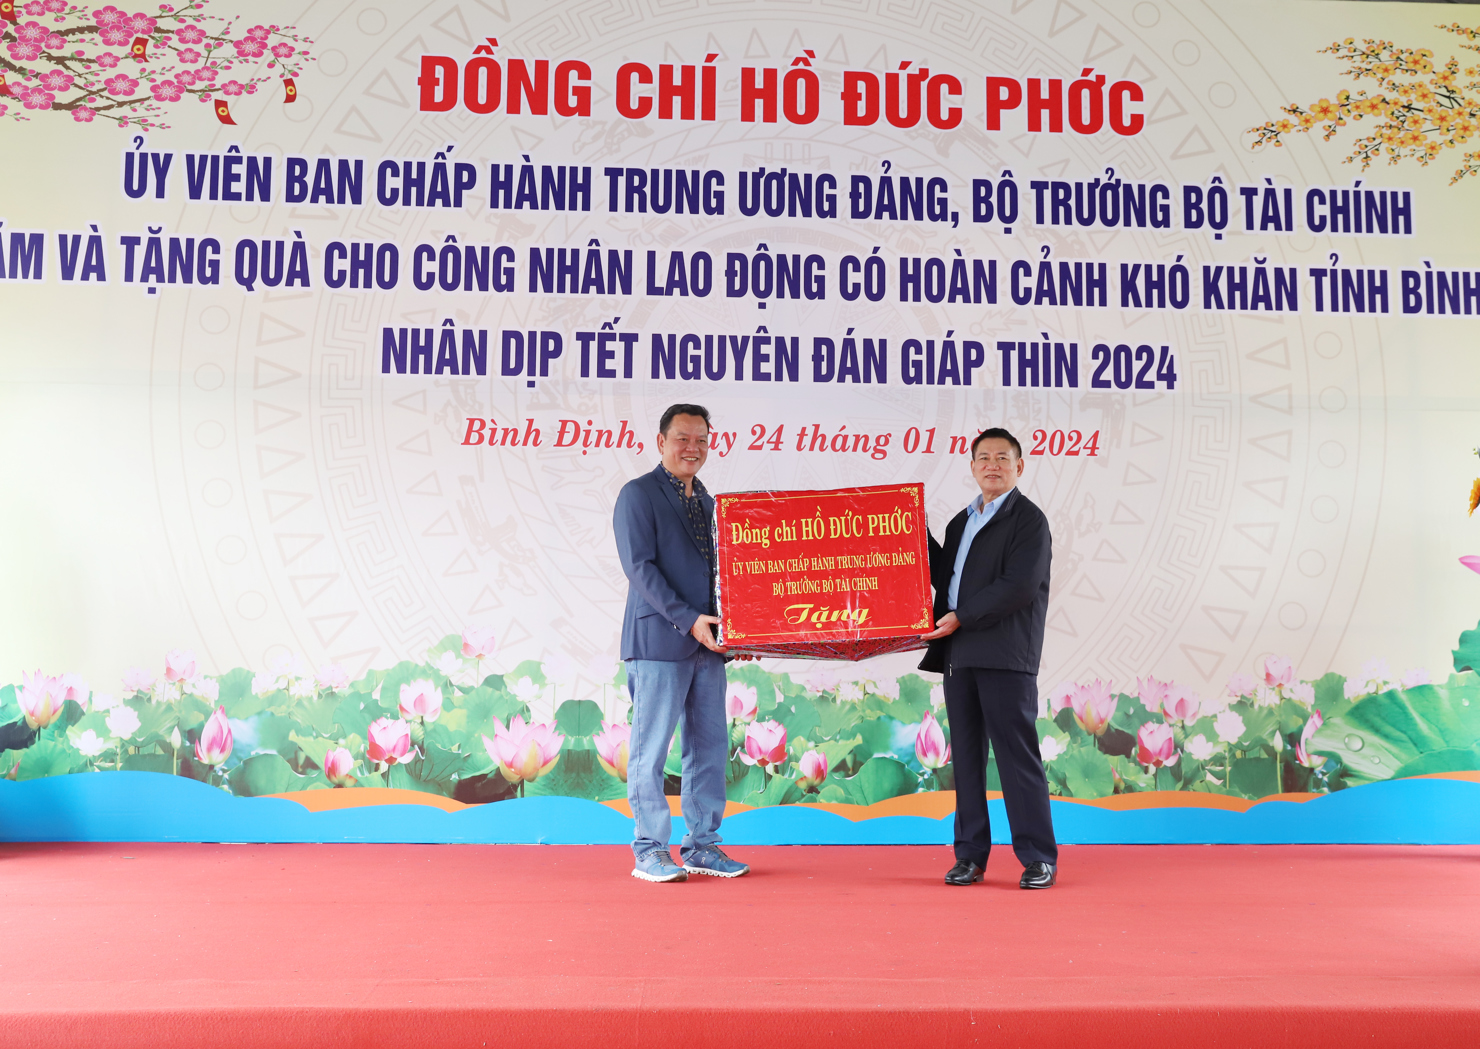 ĐỒNG CHÍ HỒ ĐỨC PHỚC
ỦY VIÊN BAN CHẤP HÀNH TRUNG ƯƠNG ĐẢNG, BỘ TRƯỞNG BỘ TÀI CHÍNH
VÀ TẶNG QUÀ CHO CÔNG NHÂN LAO ĐỘNG CÓ HOÀN CẢNH KHÓ KHĂN TỈNH BÌNH
NHÂN DỊP TẾT NGUYÊN ĐÁN GIÁP THÌN 2024
Bình Định, 24 tháng 01 2024
Đồng chí HỒ ĐỨC PHỚC
ỦY VIÊN BAN CHẤP HÀNH TRUNG ƯƠNG ĐẢNG
BỘ TRƯỞNG BỘ TÀI CHÍNH
Tặng